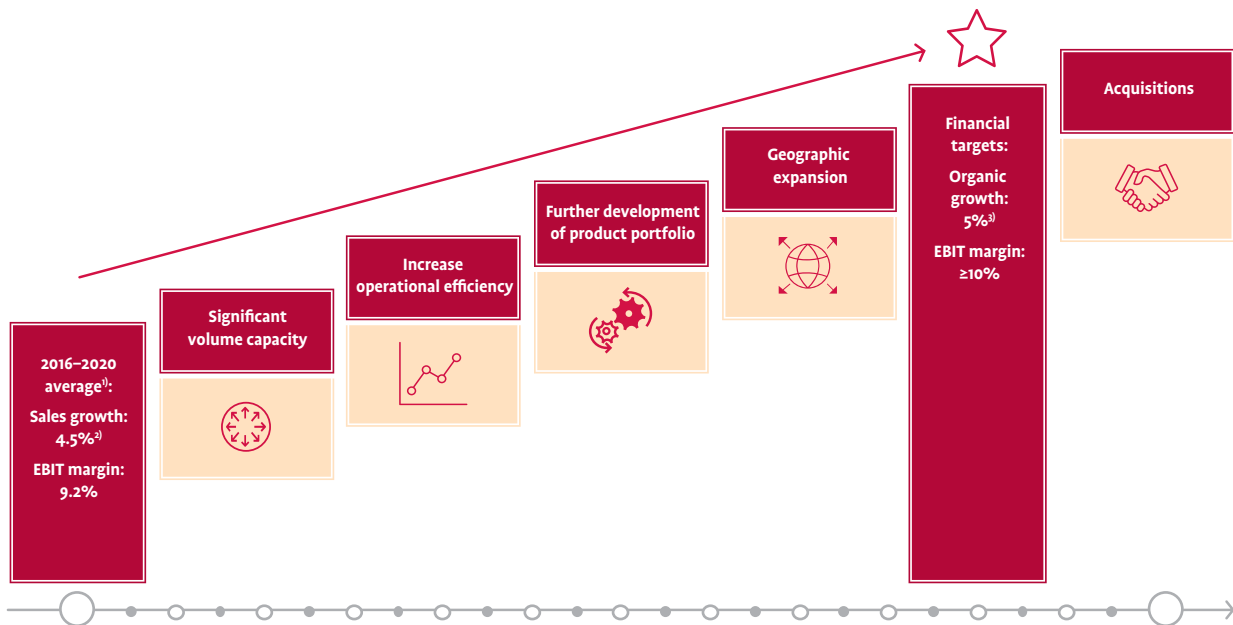 2016–2020
average¹⁾:
Sales growth:
4.5%²⁾
EBIT margin:
9.2%
Significant
volume capacity
Increase
operational efficiency
Further development
of product portfolio
Geographic
expansion
Financial
targets:
Organic
growth:
5%³⁾
EBIT margin:
≥10%
Acquisitions